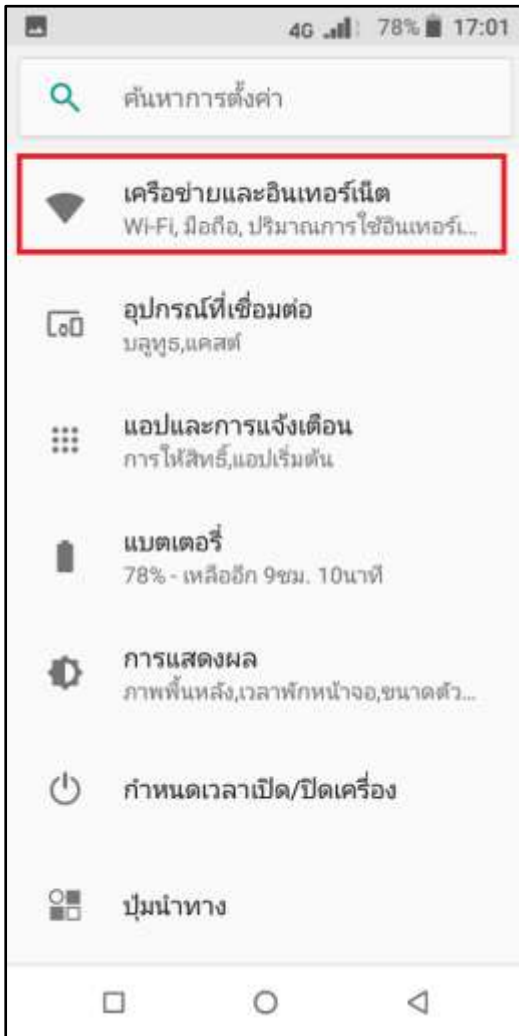 4G 78% 17:01
ค้นหาการตั้งค่า
เครือข่ายและอินเทอร์เน็ต
Wi-Fi, มือถือ, ปริมาณการใช้อินเทอร์เ...
อุปกรณ์ที่เชื่อมต่อ
บลูทูธ,แคสต์
แอปและการแจ้งเตือน
การให้สิทธิ์,แอปเริ่มต้น
แบตเตอรี่
78% - เหลืออีก 9ชม. 10นาที
การแสดงผล
ภาพพื้นหลัง,เวลาพักหน้าจอ,ขนาดตัว...
กำหนดเวลาเปิด/ปิดเครื่อง
ปุ่มนำทาง